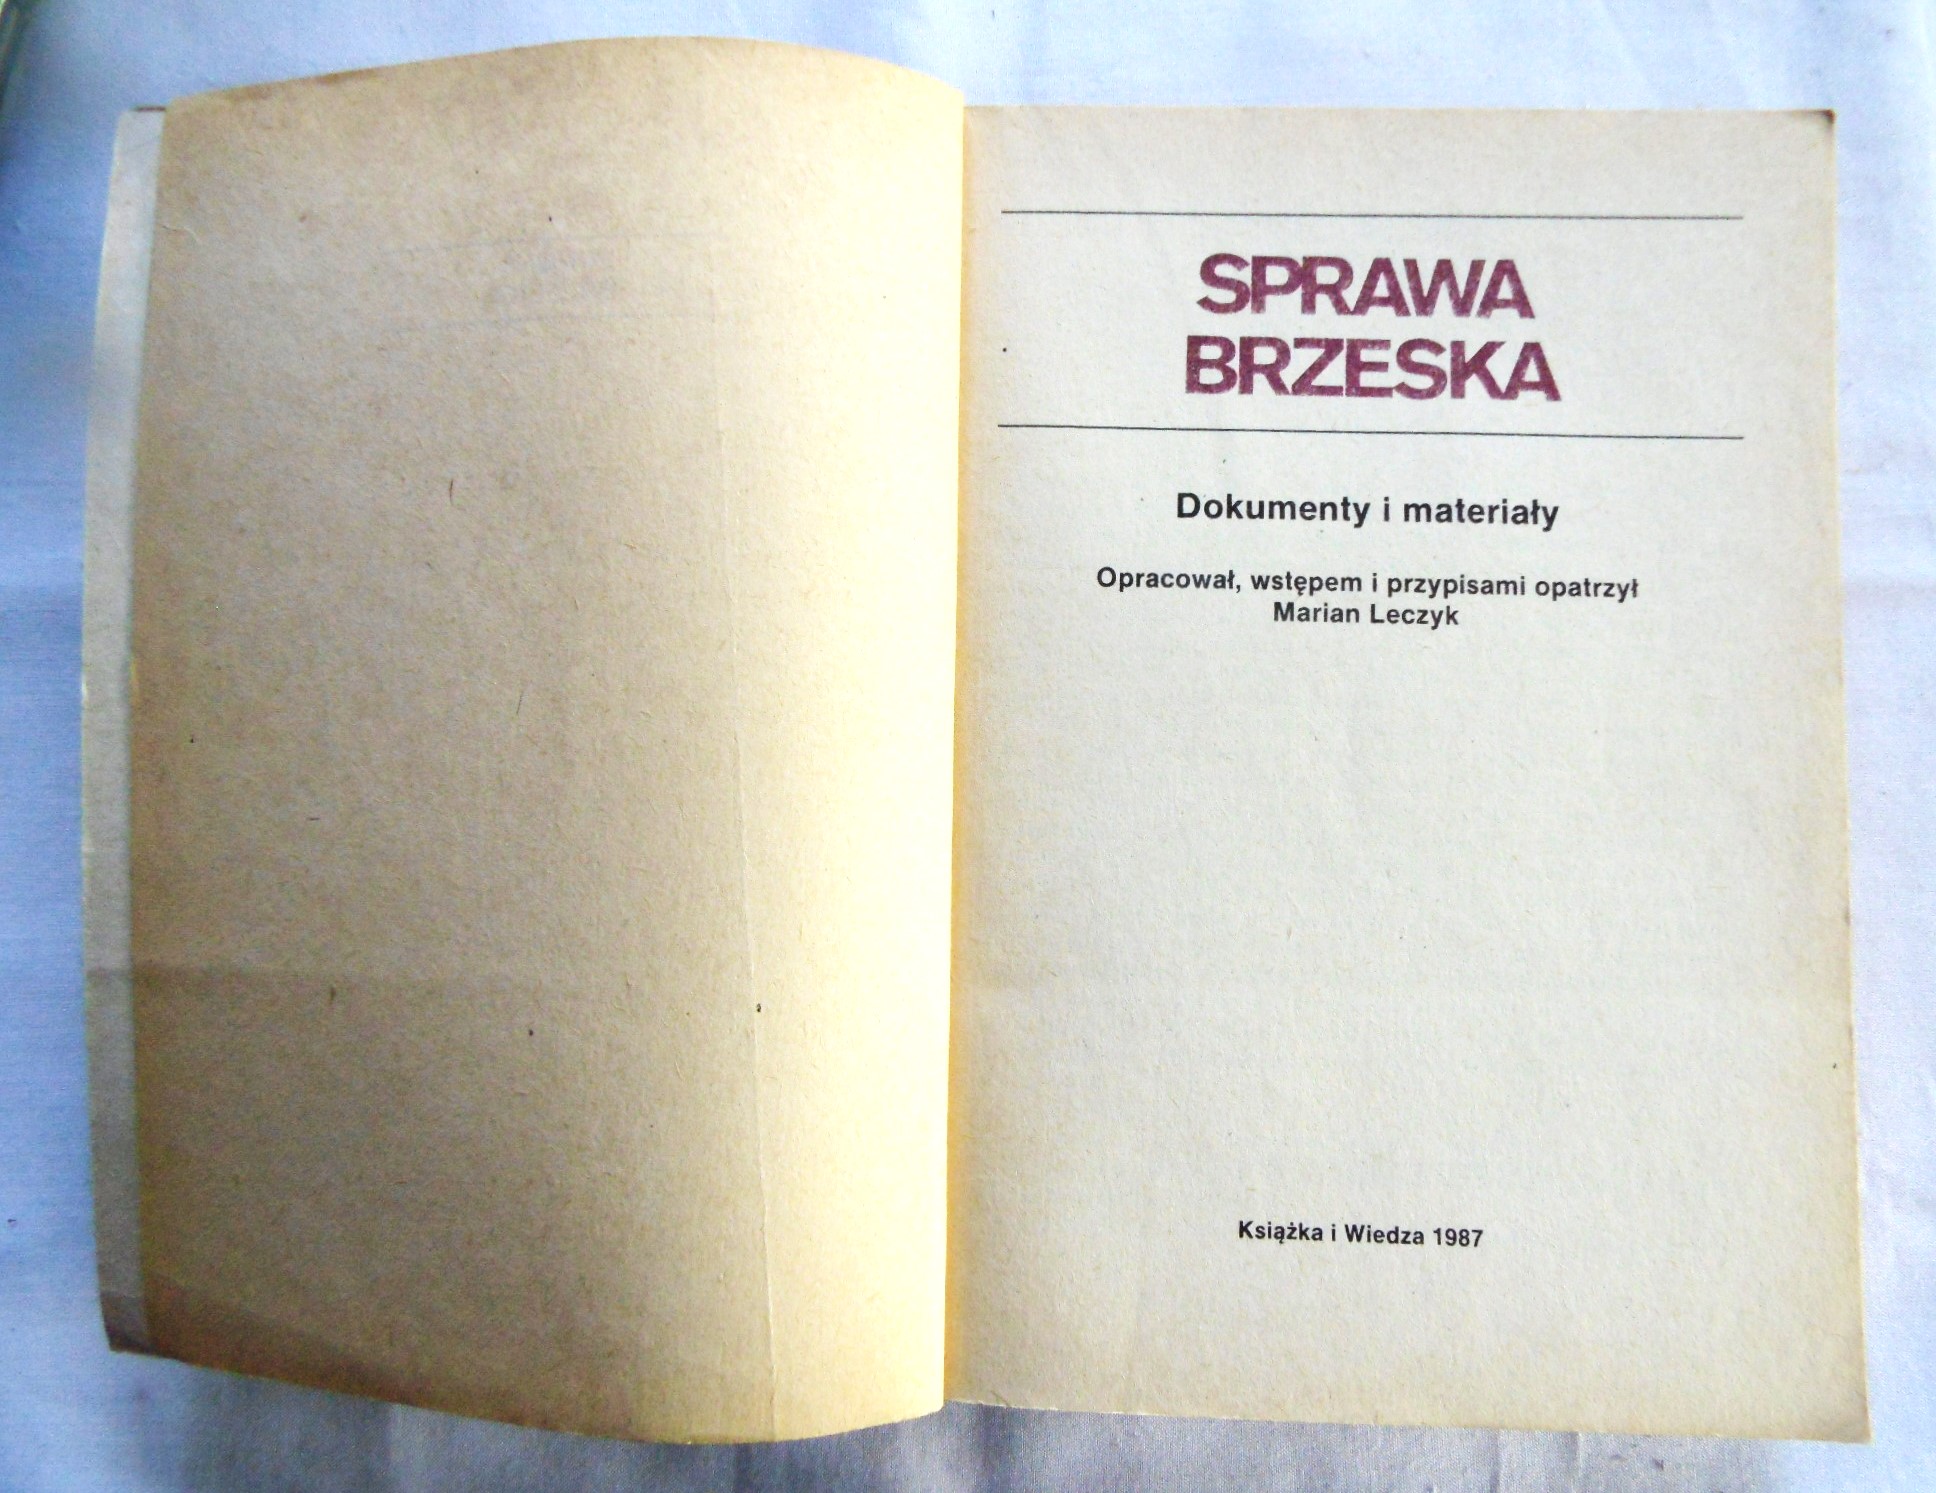 SPRAWA
BRZESKA
Dokumenty i materiały
Opracował, wstępem i przypisami opatrzył
Marian Leczyk
Książka i Wiedza 1987